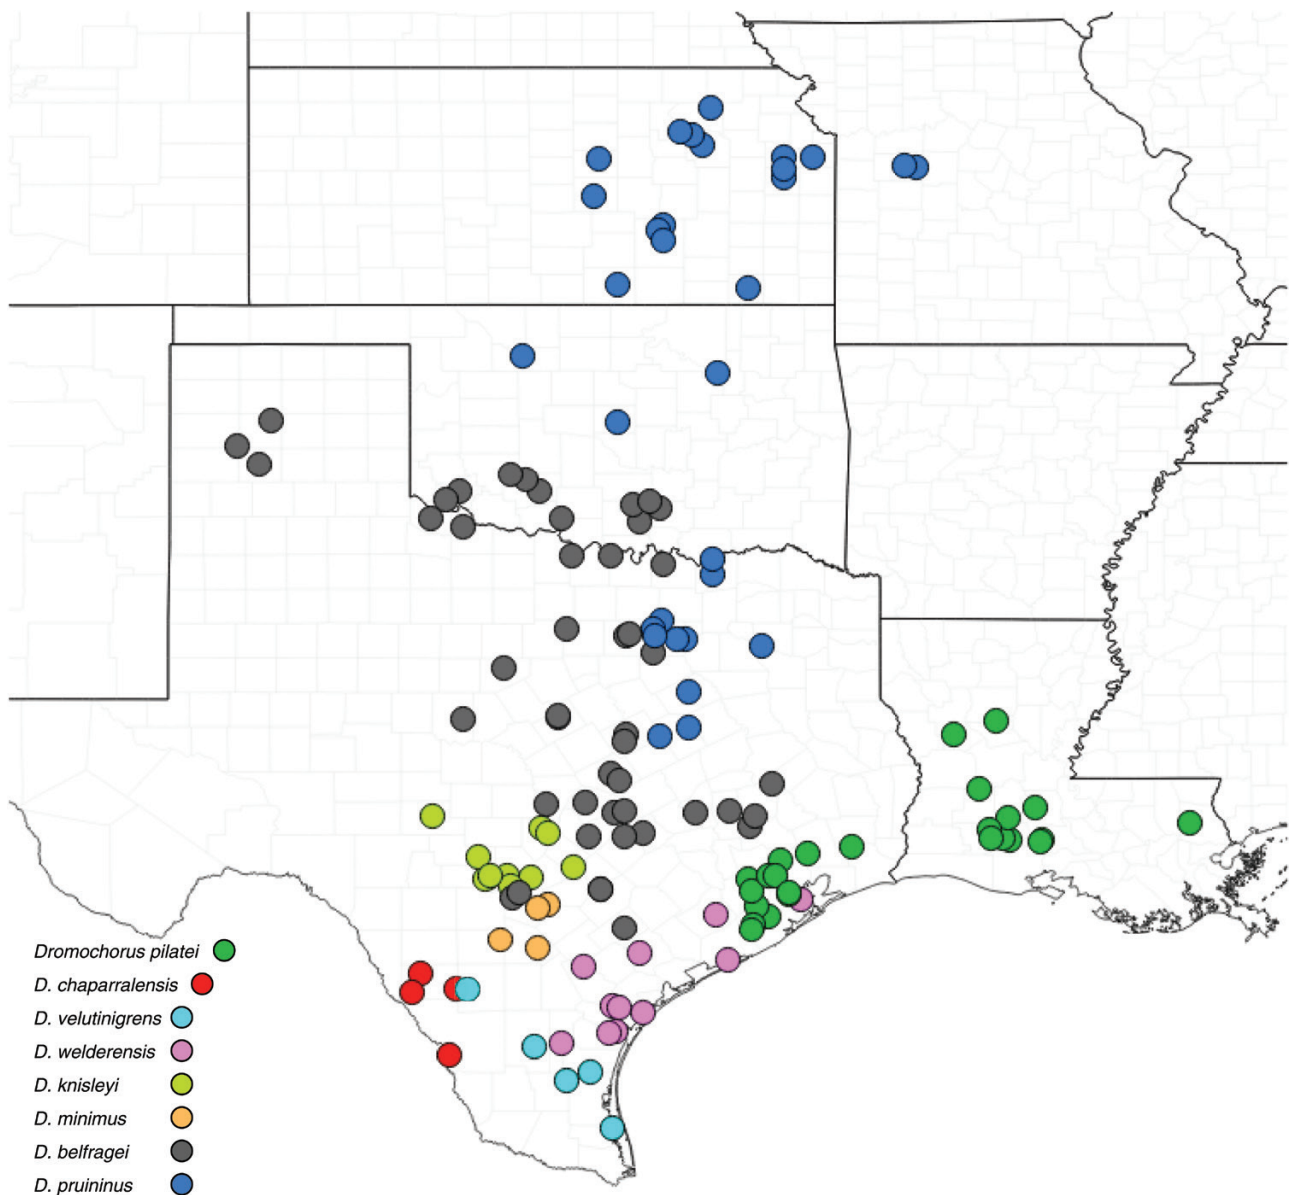 Dromochorus pilatei
D. chaparralensis
D. velutinigrens
D. welderensis
D. knisleyi
D. minimus
D. belfragei
D. pruininus